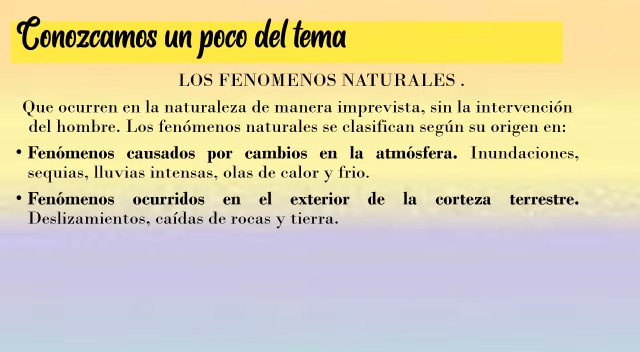 Conozcamos un poco del tema
LOS FENOMENOS NATURALES .
Que ocurren en la naturaleza de manera imprevista, sin la intervención
del hombre. Los fenómenos naturales se clasifican según su origen en:
• Fenómenos causados por cambios en la atmósfera. Inundaciones,
sequias, lluvias intensas, olas de calor y frio.
• Fenómenos ocurridos en el exterior de la corteza terrestre.
Deslizamientos, caídas de rocas y tierra.